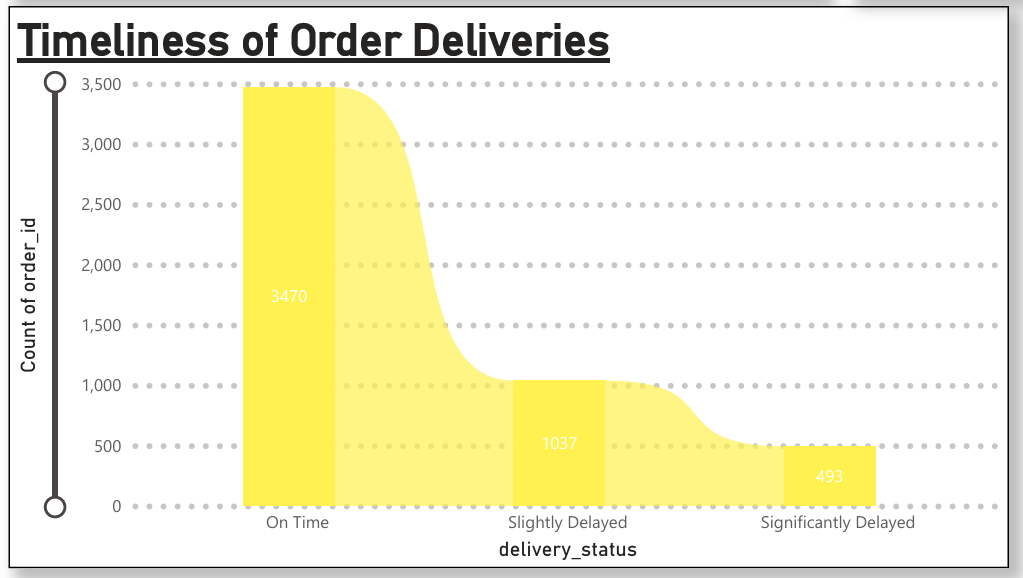 Timeliness of Order Deliveries
Count of order_id
3,500
3,000
2,500
2,000
1,500
1,000
500
0
3470
1037
493
On Time
Slightly Delayed
Significantly Delayed
delivery_status